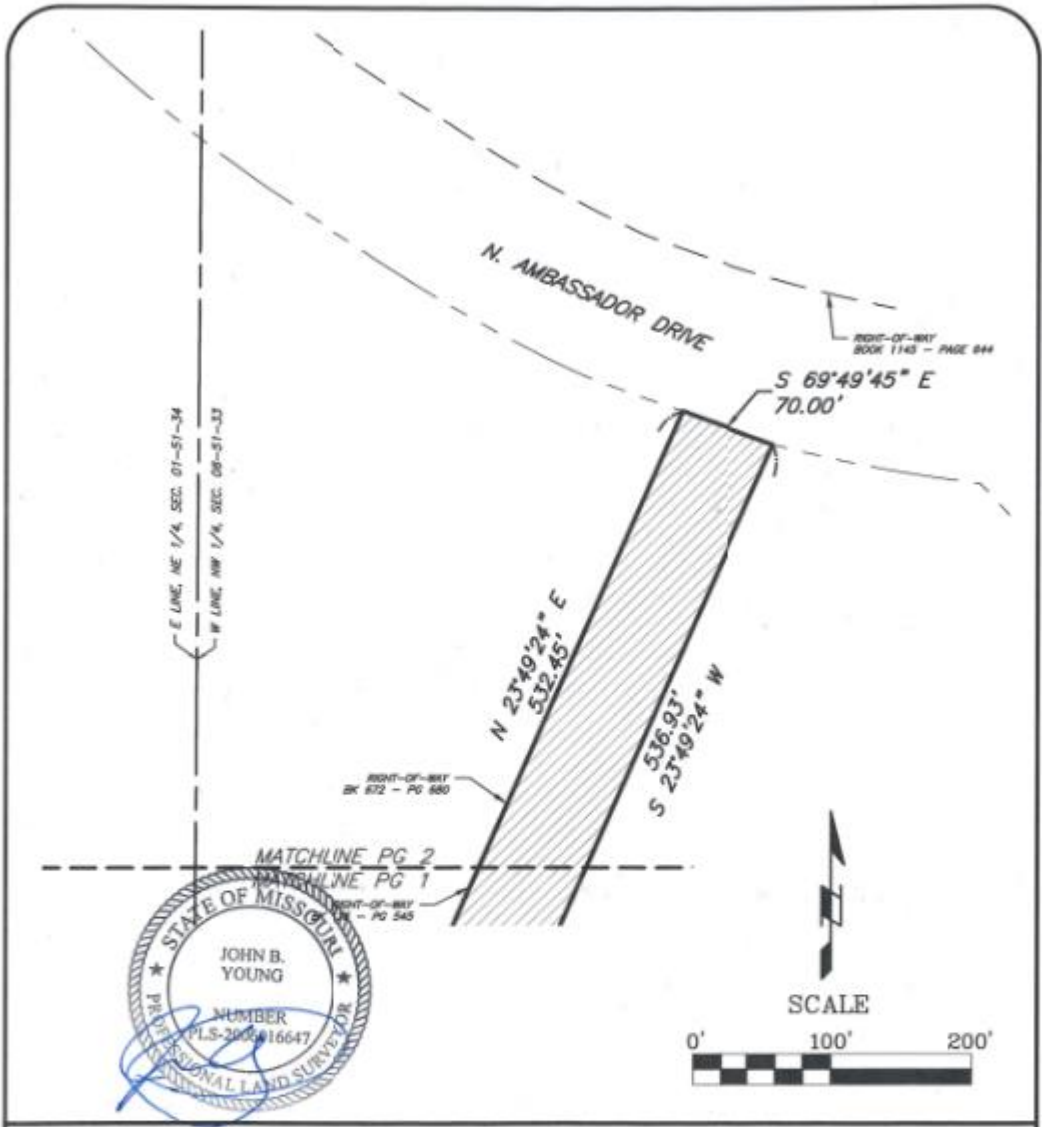 N. AMBASSADOR DRIVE
RIGHT-OF-WAY
BOOK 1145 - PAGE 844
S 69°49'45" E
70.00'
E LINE, NE 1/4, SEC. 01-51-34
W LINE, NW 1/4, SEC. 06-51-33
N 23°49'24" E
532.45'
536.93'
S 23°49'24" W
RIGHT-OF-WAY
BK 672 - PG 680
MATCHLINE PG 2
MATCHLINE PG 1
RIGHT-OF-WAY
- PG 545
STATE OF MISSOURI
JOHN B.
YOUNG
NUMBER
PLS-2006016647
PROFESSIONAL LAND SURVEYOR
SCALE
0' 100' 200'